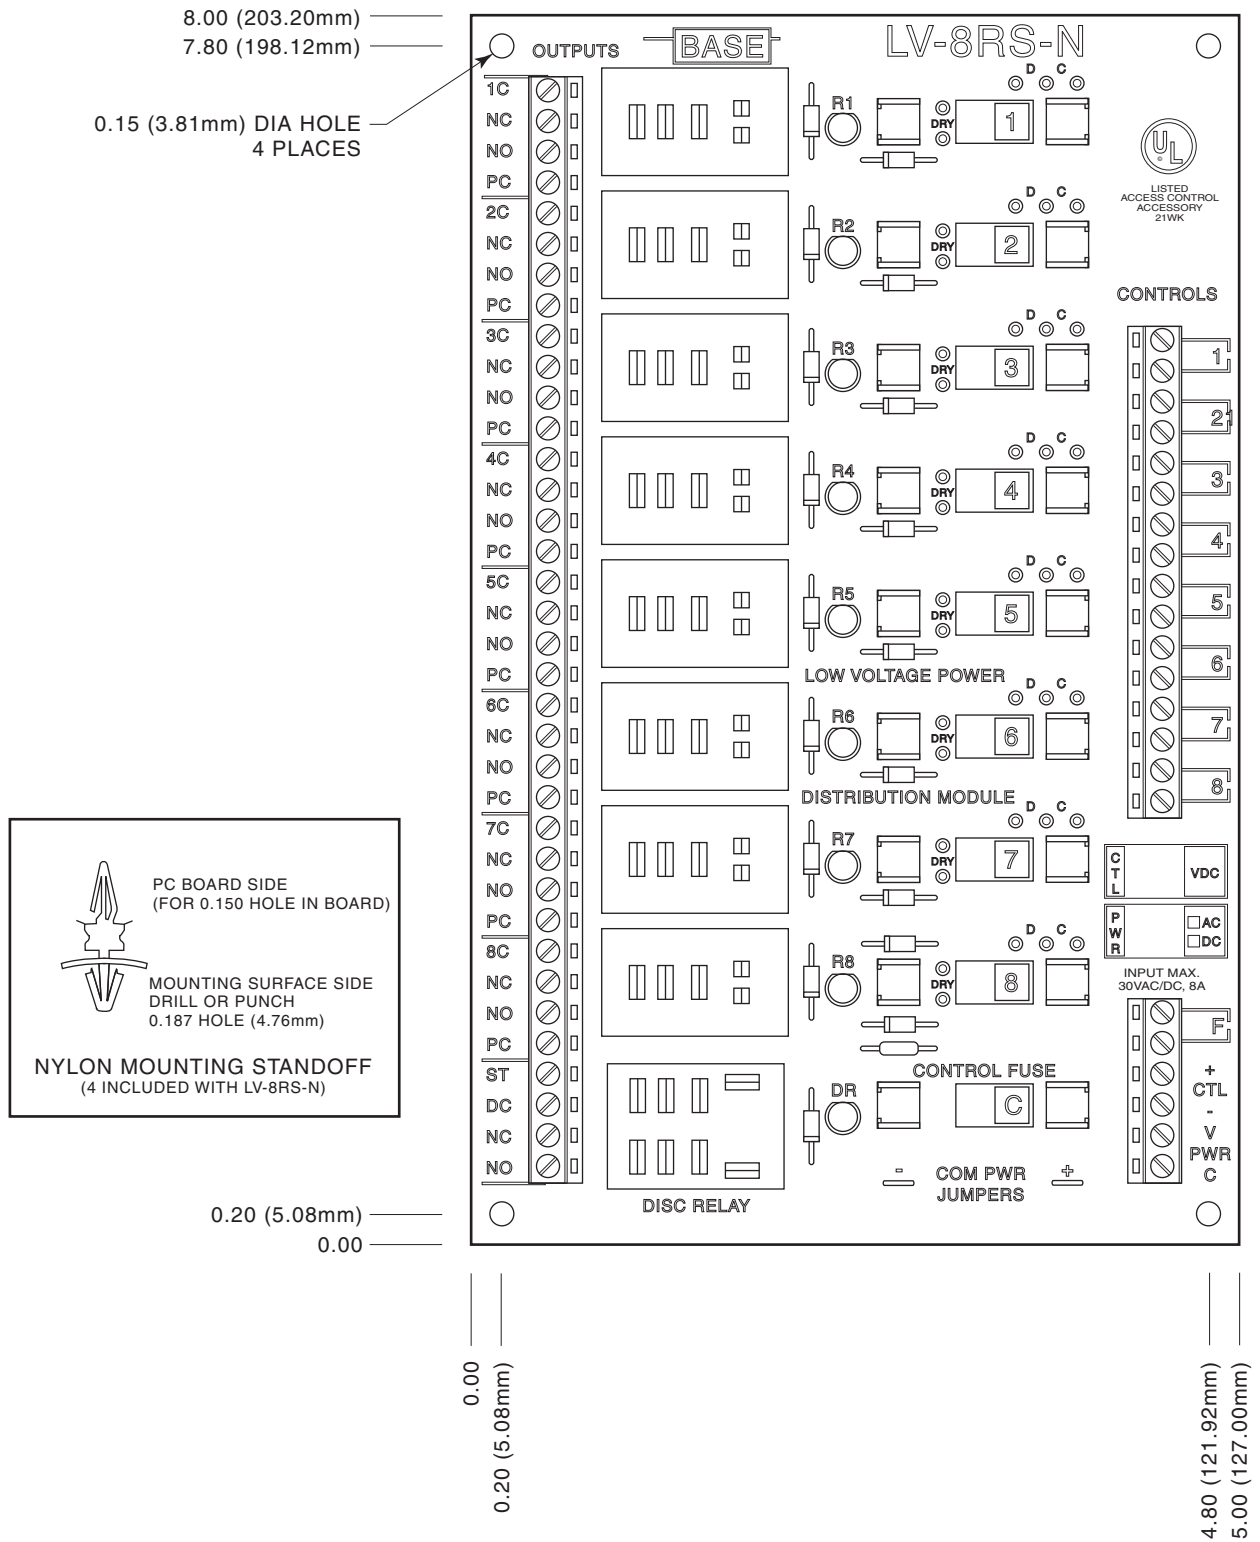 8.00 (203.20mm)
7.80 (198.12mm)
0.15 (3.81mm) DIA HOLE
4 PLACES
OUTPUTS
BASE
LV-8RS-N
1C
NC
NO
PC
2C
NC
NO
PC
3C
NC
NO
PC
4C
NC
NO
PC
5C
NC
NO
PC
6C
NC
NO
PC
7C
NC
NO
PC
8C
NC
NO
PC
ST
DC
NC
NO
D C
R1
DRY
1
D C
R2
DRY
2
D C
R3
DRY
3
D C
R4
DRY
4
D C
R5
DRY
5
LOW VOLTAGE POWER
D C
R6
DRY
6
DISTRIBUTION MODULE
D C
R7
DRY
7
D C
R8
DRY
8
CONTROL FUSE
DR
C
- COM PWR +
JUMPERS
DISC RELAY
UL
LISTED
ACCESS CONTROL
ACCESSORY
21WK
CONTROLS
1
21
3
4
5
6
7
8
CTL
VDC
PWR
AC
DC
INPUT MAX.
30VAC/DC, 8A
F
+
CTL
-
V
PWR
C
PC BOARD SIDE
(FOR 0.150 HOLE IN BOARD)
MOUNTING SURFACE SIDE
DRILL OR PUNCH
0.187 HOLE (4.76mm)
NYLON MOUNTING STANDOFF
(4 INCLUDED WITH LV-8RS-N)
0.20 (5.08mm)
0.00
0.00
0.20 (5.08mm)
4.80 (121.92mm)
5.00 (127.00mm)